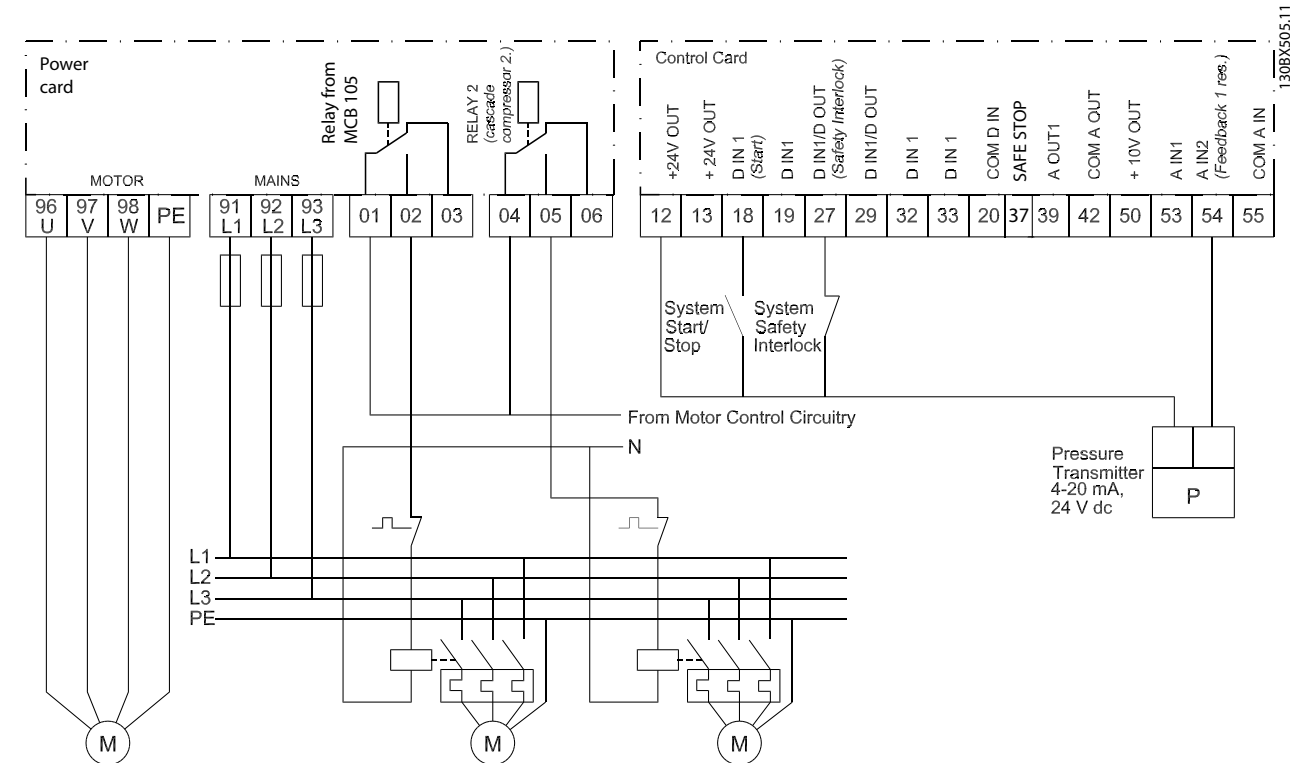 130BX505.11
Power
card
Relay from
MCB 105
RELAY 2
(cascade
compressor 2.)
MOTOR
MAINS
96
U
97
V
98
W
PE
91
L1
92
L2
93
L3
01
02
03
04
05
06
Control Card
+24V OUT
+ 24V OUT
D IN 1
(Start)
D IN1
D IN1/D OUT
(Safety Interlock)
D IN1/D OUT
D IN 1
D IN 1
COM D IN
SAFE STOP
A OUT1
COM A OUT
+ 10V OUT
A IN1
A IN2
(Feedback 1 res.)
COM A IN
12
13
18
19
27
29
32
33
20
37
39
42
50
53
54
55
System
Start/
Stop
System
Safety
Interlock
From Motor Control Circuitry
N
Pressure
Transmitter
4-20 mA,
24 V dc
P
L1
L2
L3
PE
M
M
M